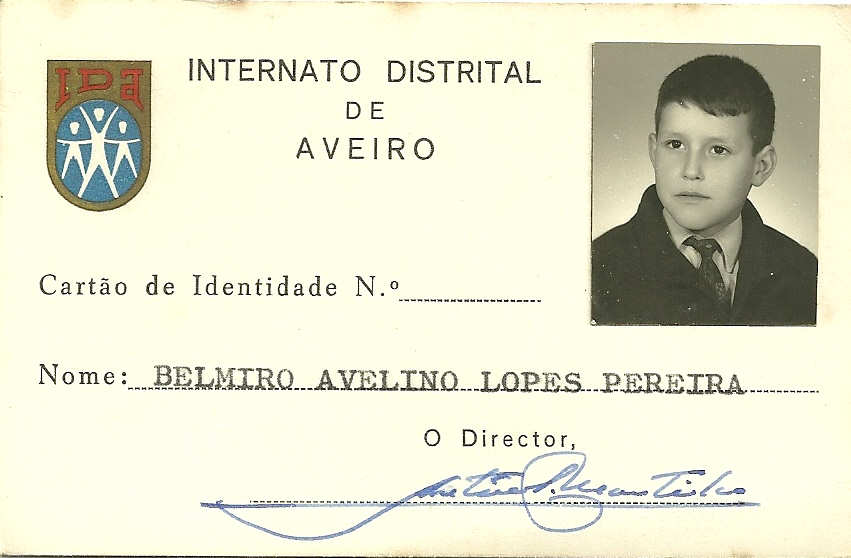 IDA
INTERNATO DISTRITAL
DE
AVEIRO
Cartão de Identidade N.º
Nome: BELMIRO AVELINO LOPES PEREIRA
O Director,